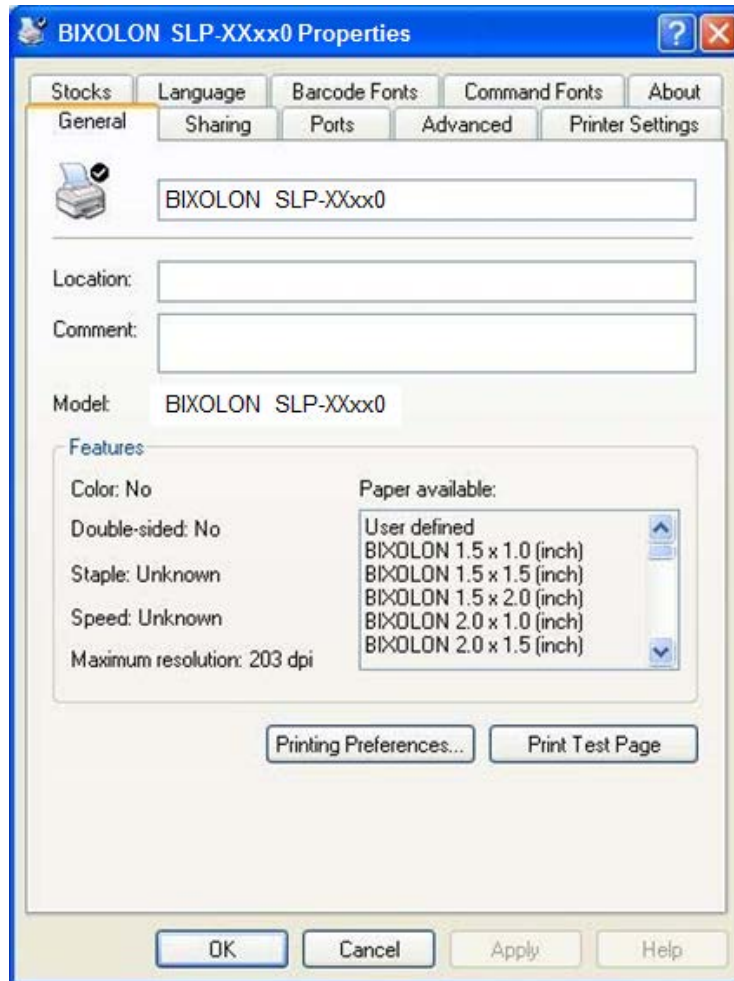 BIXOLON SLP-XXxx0 Properties
Stocks Language Barcode Fonts Command Fonts About
General Sharing Ports Advanced Printer Settings
BIXOLON SLP-XXxx0
Location:
Comment:
Model: BIXOLON SLP-XXxx0
Features
Color: No
Double-sided: No
Staple: Unknown
Speed: Unknown
Maximum resolution: 203 dpi
Paper available:
User defined
BIXOLON 1.5 x 1.0 (inch)
BIXOLON 1.5 x 1.5 (inch)
BIXOLON 1.5 x 2.0 (inch)
BIXOLON 2.0 x 1.0 (inch)
BIXOLON 2.0 x 1.5 (inch)
Printing Preferences... Print Test Page
OK Cancel Apply Help